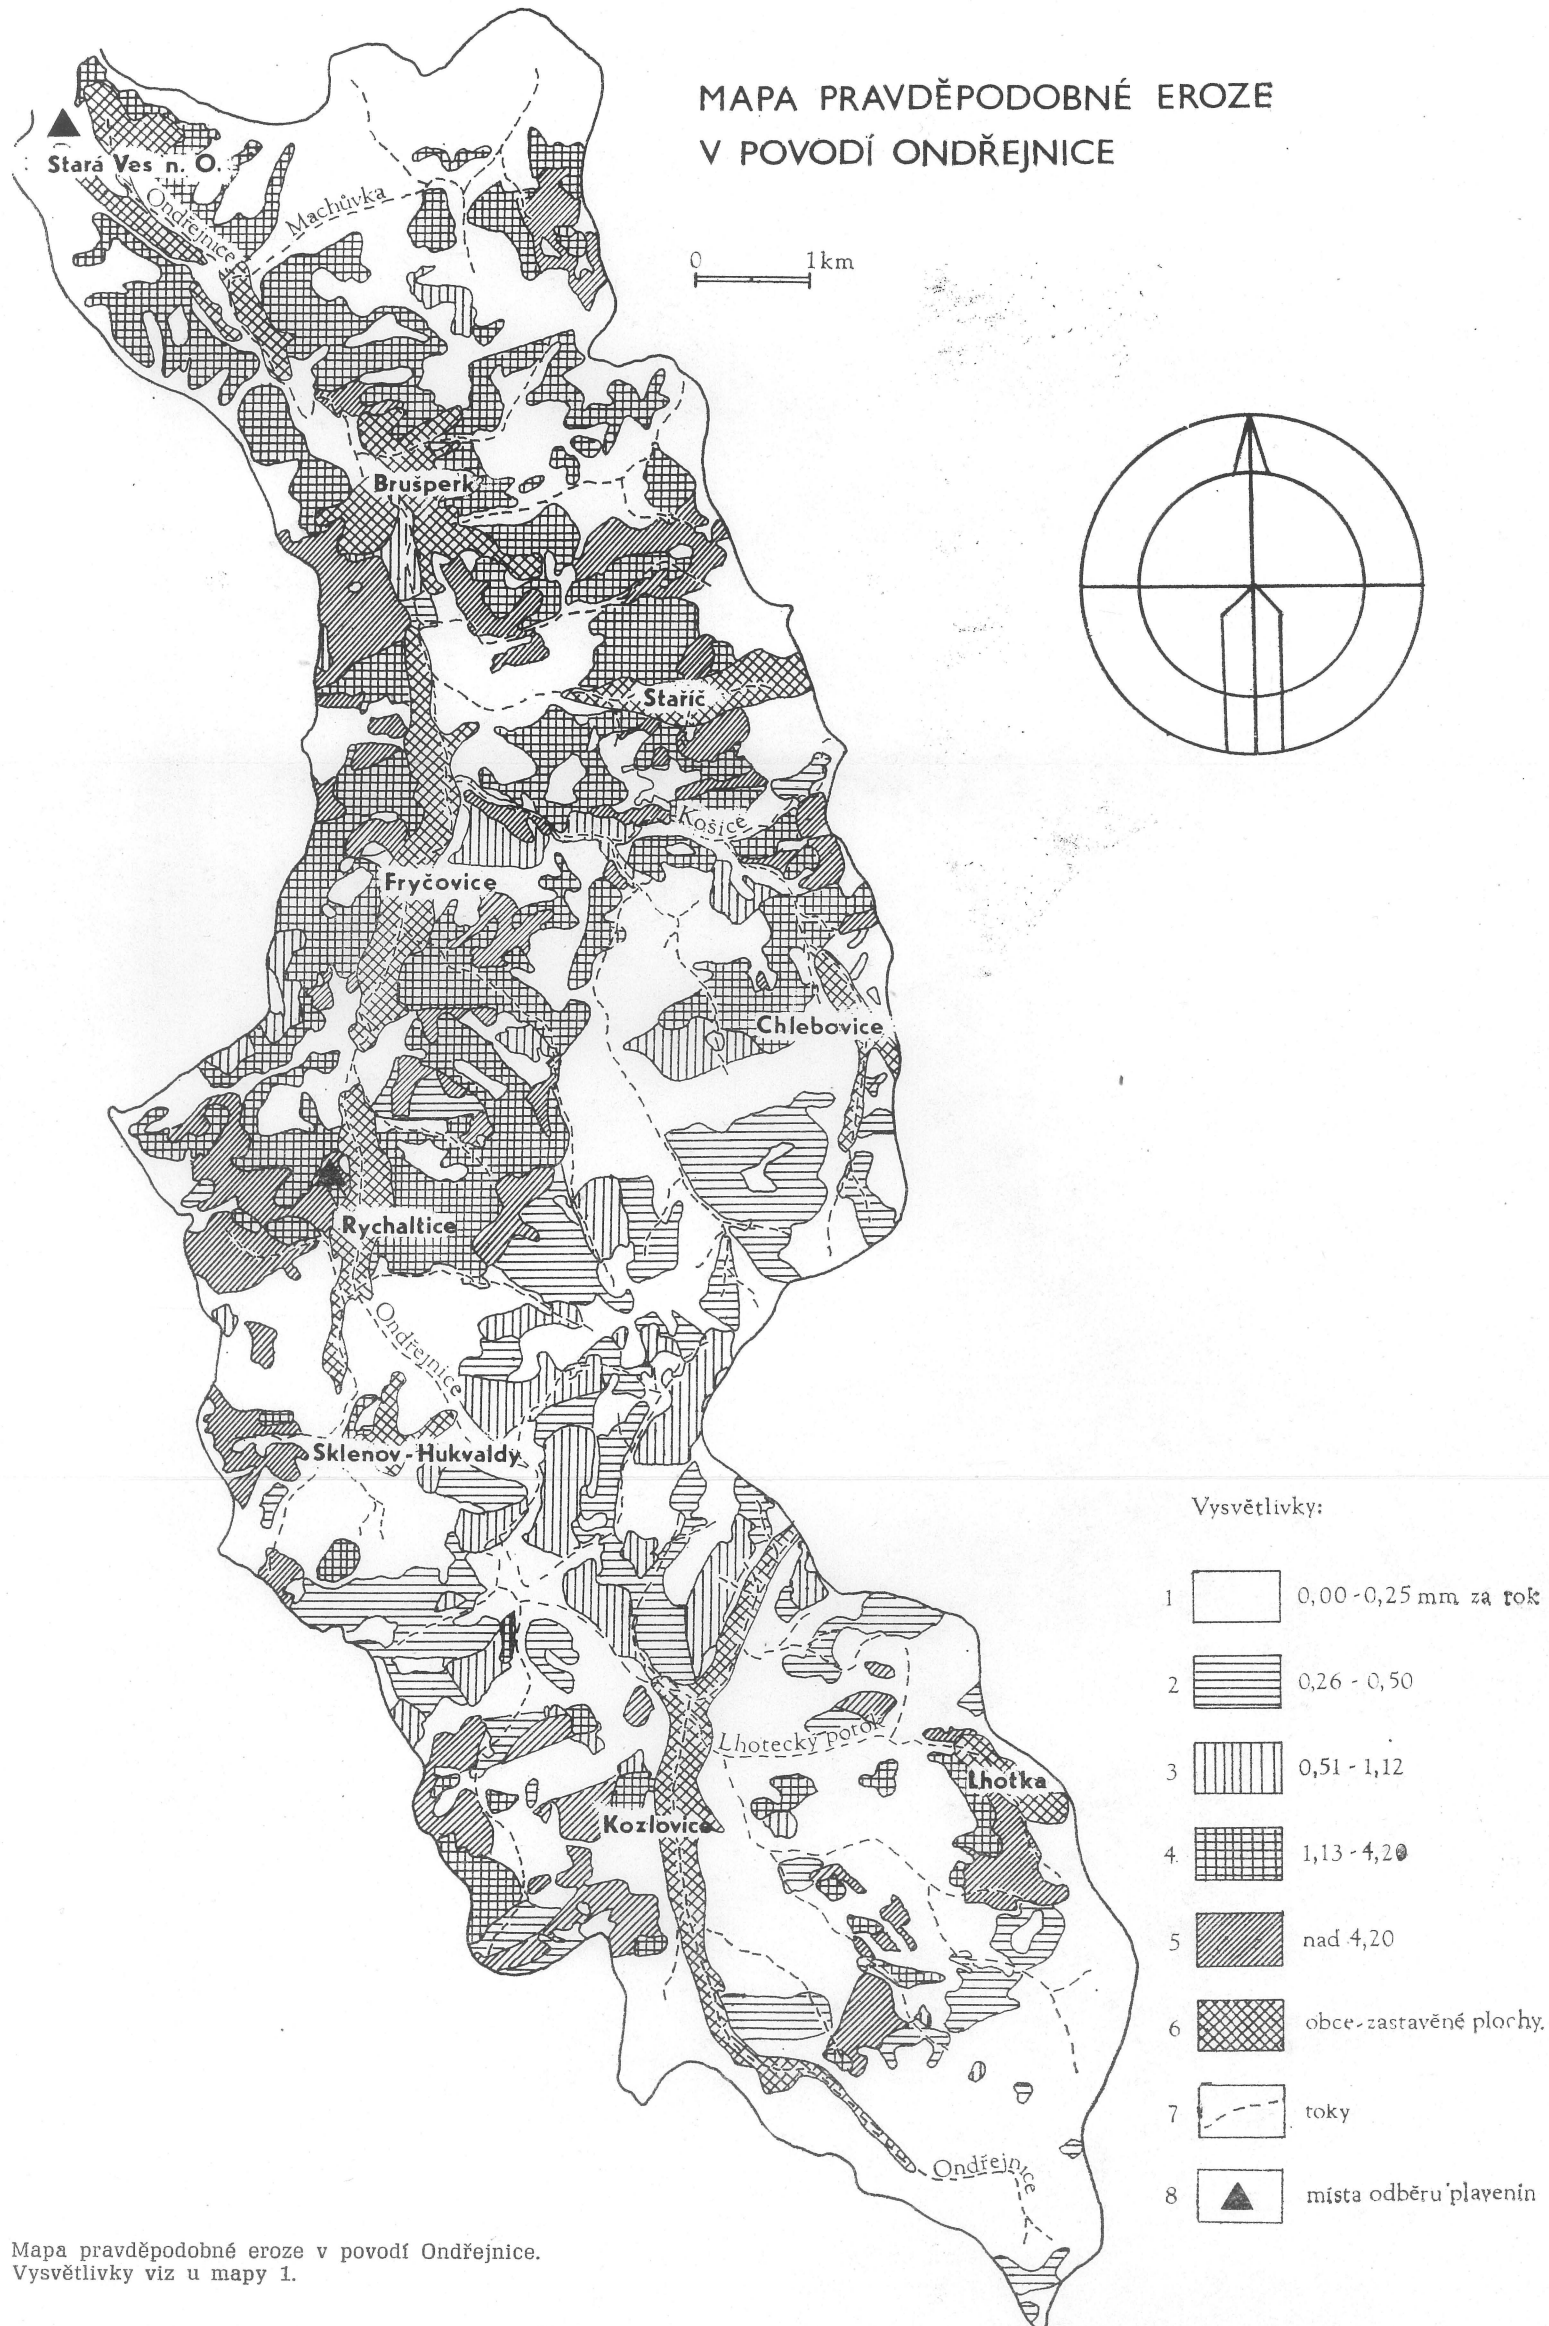 MAPA PRAVDĚPODOBNÉ EROZE
V POVODÍ ONDŘEJNICE
0 1km
Stará Ves n. O.
Ondřejnice
Machůvka
Brušperk
Staříč
Košice
Fryčovice
Chlebovice
Rychaltice
Ondřejnice
Sklenov-Hukvaldy
Lhotecký potok
Lhotka
Kozlovice
Ondřejnice
Vysvětlivky:
1 0,00-0,25 mm za rok
2 0,26 - 0,50
3 0,51 - 1,12
4 1,13-4,20
5 nad 4,20
6 obce-zastavěné plochy
7 toky
8 místa odběru plavenin
Mapa pravděpodobné eroze v povodí Ondřejnice.
Vysvětlivky viz u mapy 1.